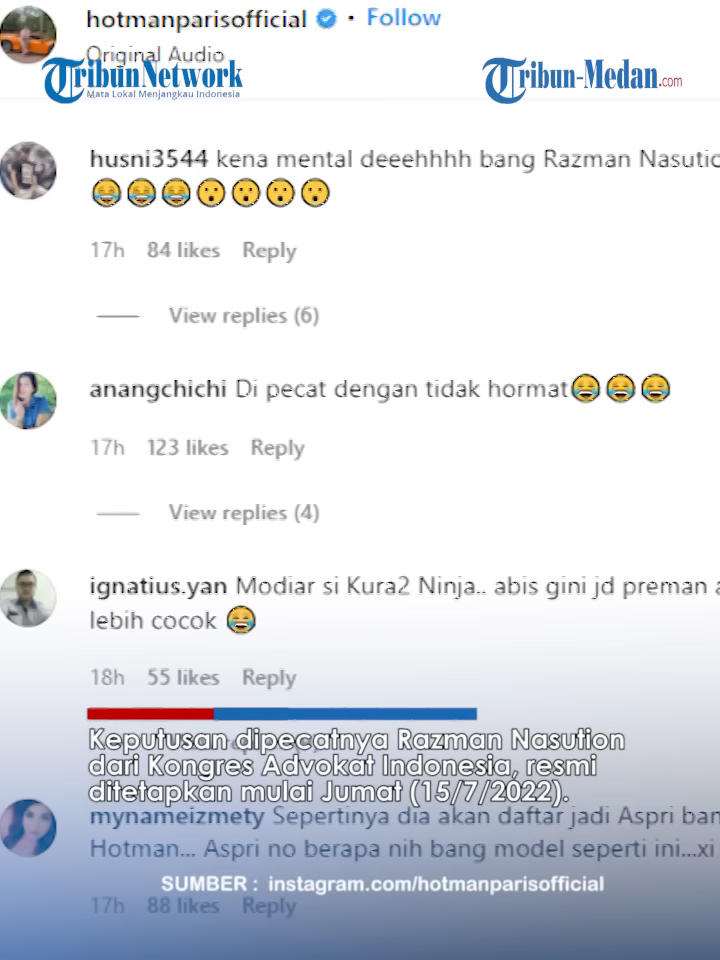 hotmanparisofficial • Follow
Original Audio
TribunNetwork
Mata Lokal Menjangkau Indonesia
Tribun-Medan.com
husni3544 kena mental deeehhhh bang Razman
😂😂😂😮😮😮😮
17h 84 likes Reply
View replies (6)
anangchichi Di pecat dengan tidak hormat😂😂😂
17h 123 likes Reply
View replies (4)
ignatius.yan Modiar si Kura2 Ninja.. abis gini jd preman
lebih cocok 😂
18h 55 likes Reply
Keputusan dipecatnya Razman Nasution
dari Kongres Advokat Indonesia, resmi
ditetapkan mulai Jumat (15/7/2022).
mynameizmety Sepertinya dia akan daftar jadi Aspri
Hotman... Aspri no berapa nih bang model seperti ini...xi
SUMBER : instagram.com/hotmanparisofficial
17h 88 likes Reply